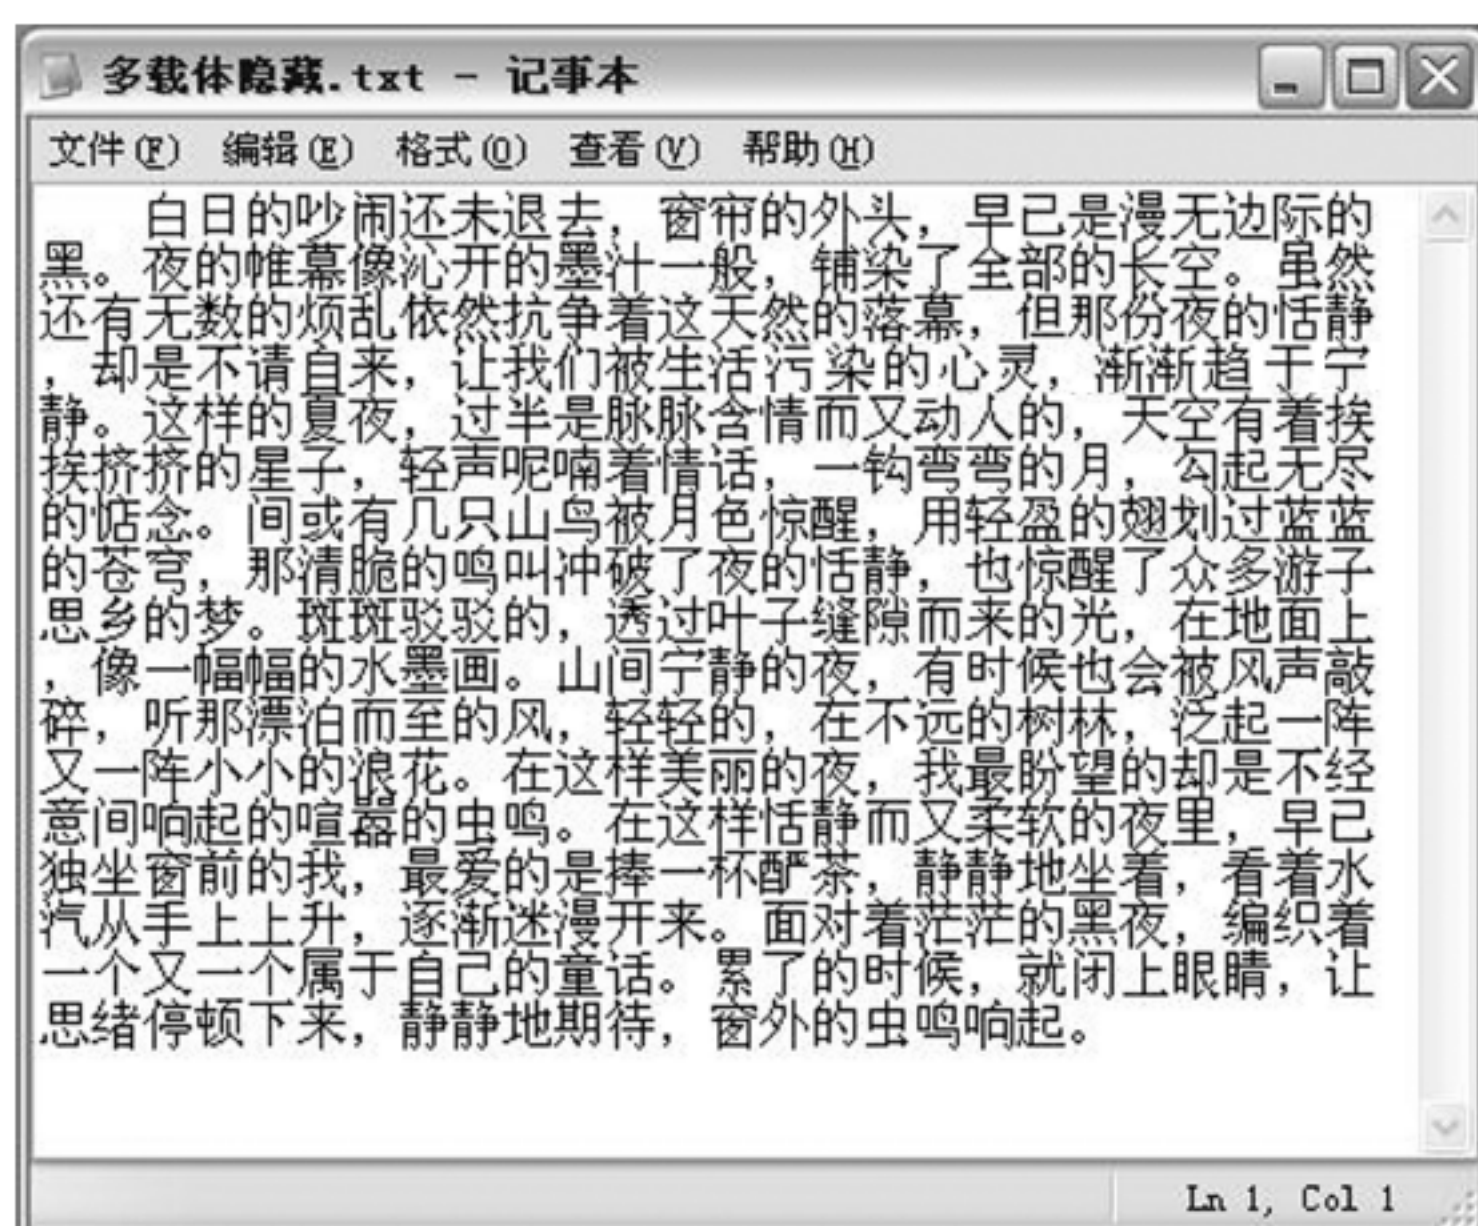 多载体隐藏.txt - 记事本
文件(F) 编辑(E) 格式(O) 查看(V) 帮助(H)
白日的吵闹还未退去，窗帘的外头，早已是漫无边际的
黑。夜的帷幕像沁开的墨汁一般，铺染了全部的长空。虽然
还有无数的烦乱依然抗争着这天然的落幕，但那份夜的恬静
，却是不请自来，让我们被生活污染的心灵，渐渐趋于宁
静。这样的夏夜，过半是脉脉含情而又动人的，天空有着挨
挨挤挤的星子，轻声呢喃着情话，一钩弯弯的月，勾起无尽
的惦念。间或有几只山鸟被月色惊醒，用轻盈的翅划过蓝蓝
的苍穹，那清脆的鸣叫冲破了夜的恬静，也惊醒了众多游子
思乡的梦。斑斑驳驳的，透过叶子缝隙而来的光，在地面上
，像一幅幅的水墨画。山间宁静的夜，有时候也会被风声敲
碎，听那漂泊而至的风，轻轻的，在不远的树林，泛起一阵
又一阵小小的浪花。在这样美丽的夜，我最盼望的却是不经
意间响起的喧嚣的虫鸣。在这样恬静而又柔软的夜里，早已
独坐窗前的我，最爱的是捧一杯酽茶，静静地坐着，看着水
汽从手上上升，逐渐迷漫开来。面对着茫茫的黑夜，编织着
一个又一个属于自己的童话。累了的时候，就闭上眼睛，让
思绪停顿下来，静静地期待，窗外的虫鸣响起。
Ln 1, Col 1